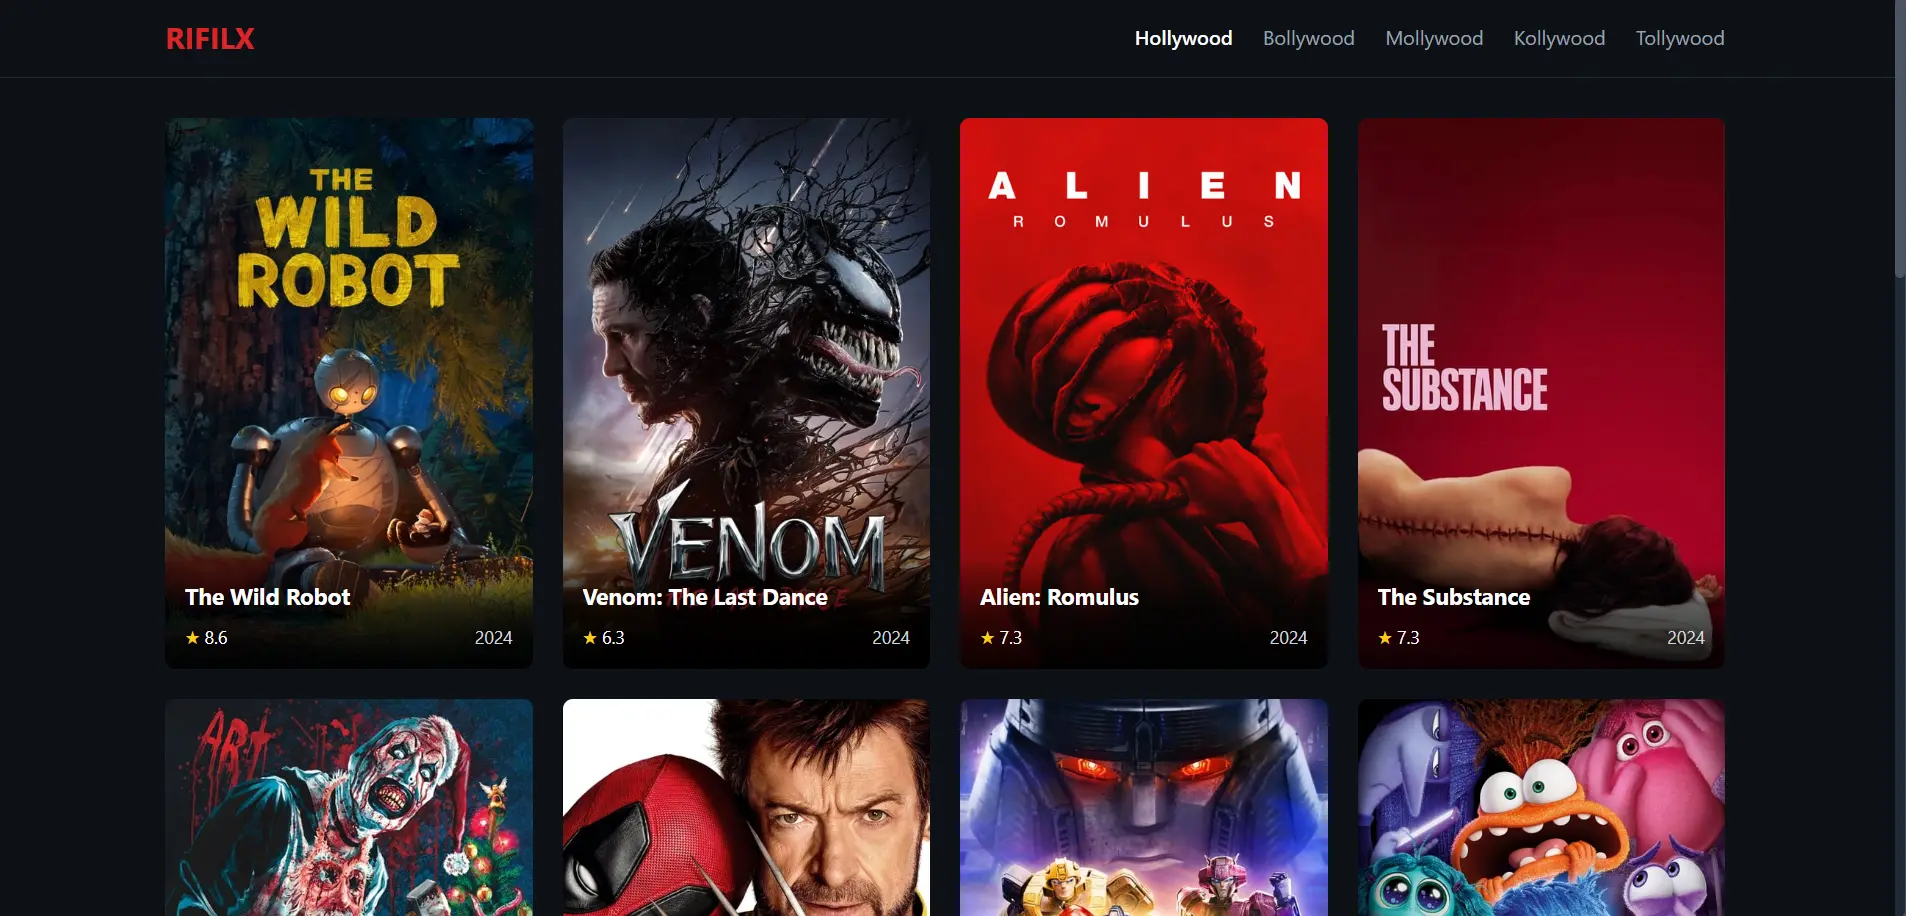 RIFILX
Hollywood Bollywood Mollywood Kollywood Tollywood
THE
WILD
ROBOT
The Wild Robot
★ 8.6 2024
VENOM
Venom: The Last Dance
★ 6.3 2024
ALIEN
ROMULUS
Alien: Romulus
★ 7.3 2024
THE
SUBSTANCE
The Substance
★ 7.3 2024
ART